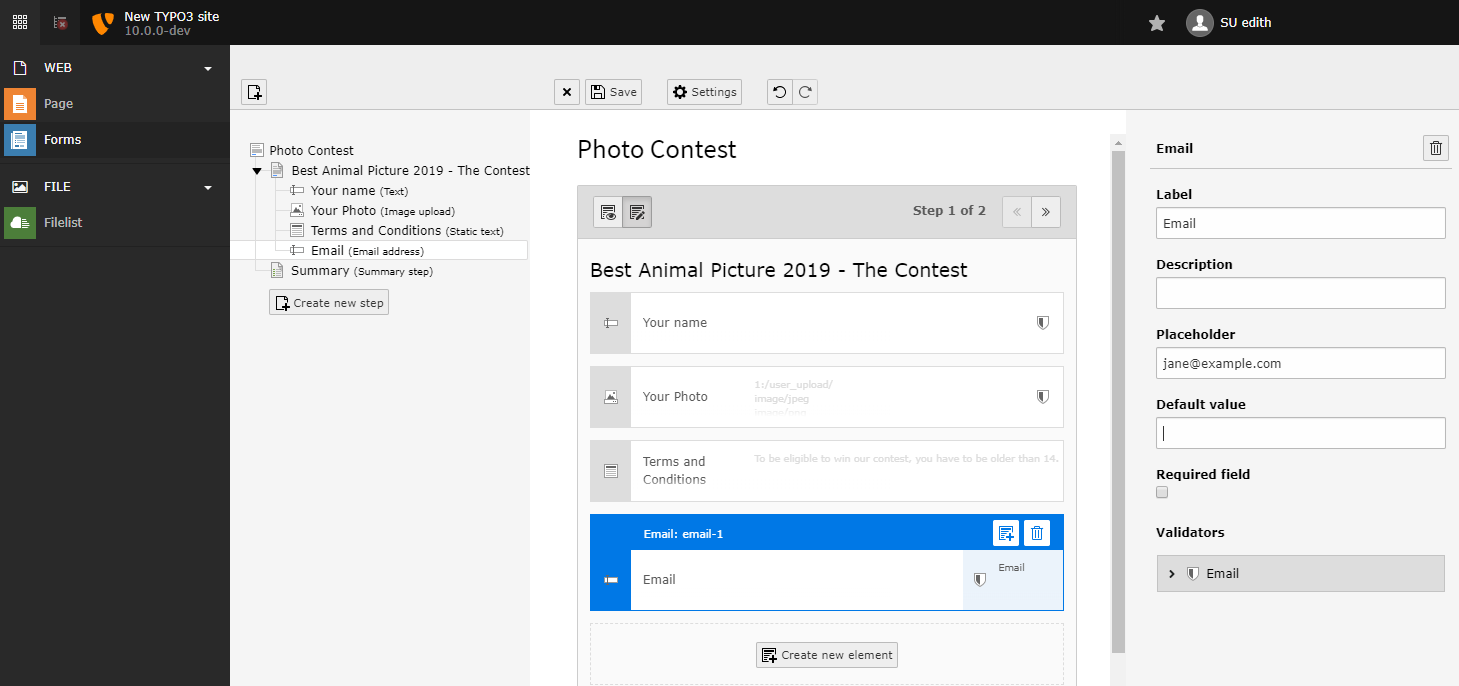 New TYPO3 site
10.0.0-dev
SU edith
WEB
Page
Forms
FILE
Filelist
Save
Settings
Photo Contest
Best Animal Picture 2019 - The Contest
Your name (Text)
Your Photo (Image upload)
Terms and Conditions (Static text)
Email (Email address)
Summary (Summary step)
Create new step
Photo Contest
Step 1 of 2
Best Animal Picture 2019 - The Contest
Your name
Your Photo
1:/user_upload/
image/jpeg
image/png
Terms and
Conditions
To be eligible to win our contest, you have to be older than 14.
Email: email-1
Email
Email
Create new element
Email
Label
Email
Description
Placeholder
jane@example.com
Default value
Required field
Validators
Email